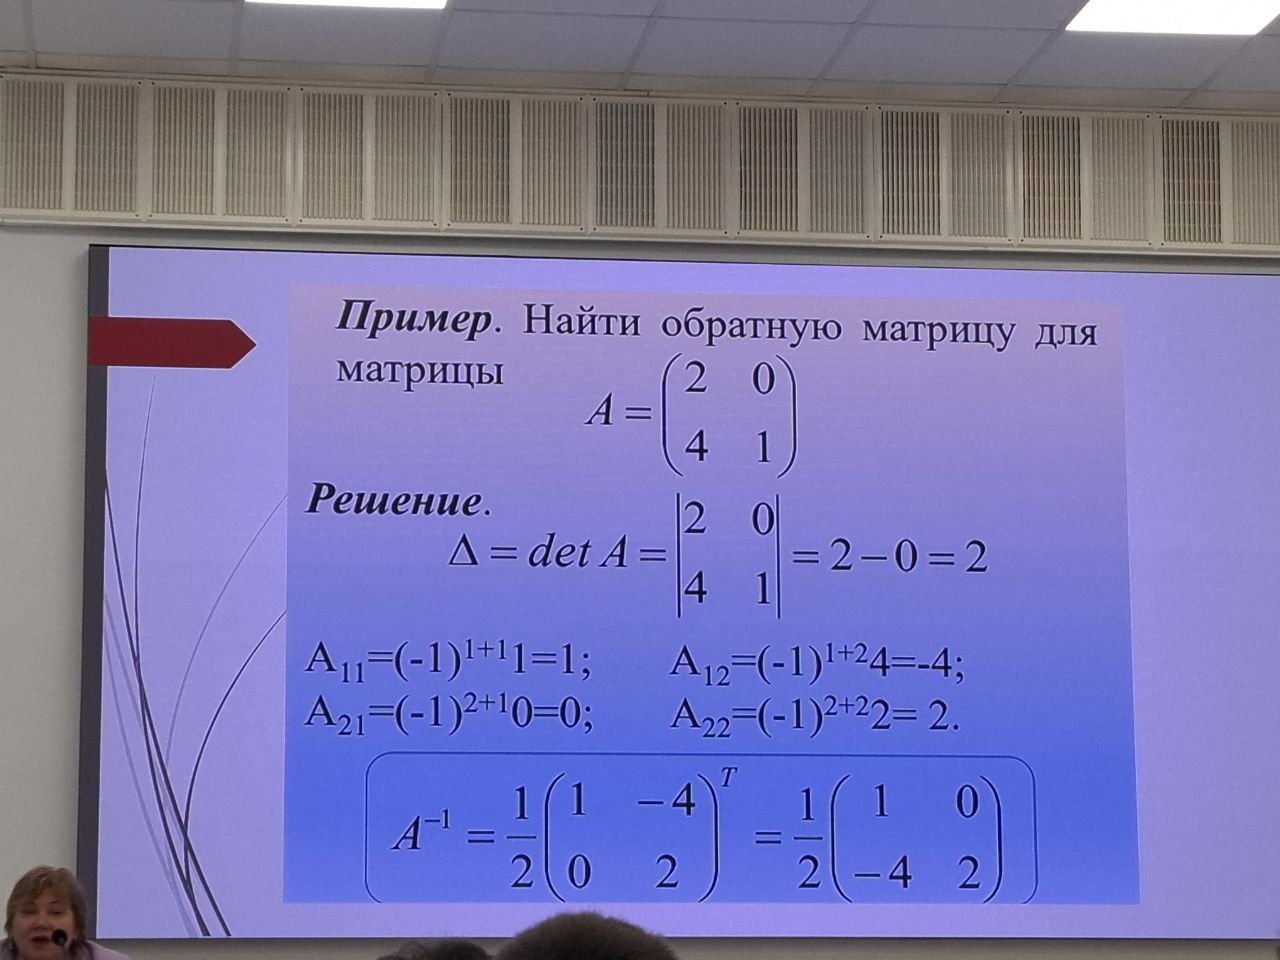 Пример. Найти обратную матрицу для
матрицы
A = (2 0
4 1)
Решение.
Δ = det A = |2 0
4 1| = 2 – 0 = 2
A₁₁=(-1)¹⁺¹1=1; A₁₂=(-1)¹⁺²4=-4;
A₂₁=(-1)²⁺¹0=0; A₂₂=(-1)²⁺²2= 2.
A⁻¹ = 1/2 (1 –4
0 2)ᵀ = 1/2 (1 0
–4 2)